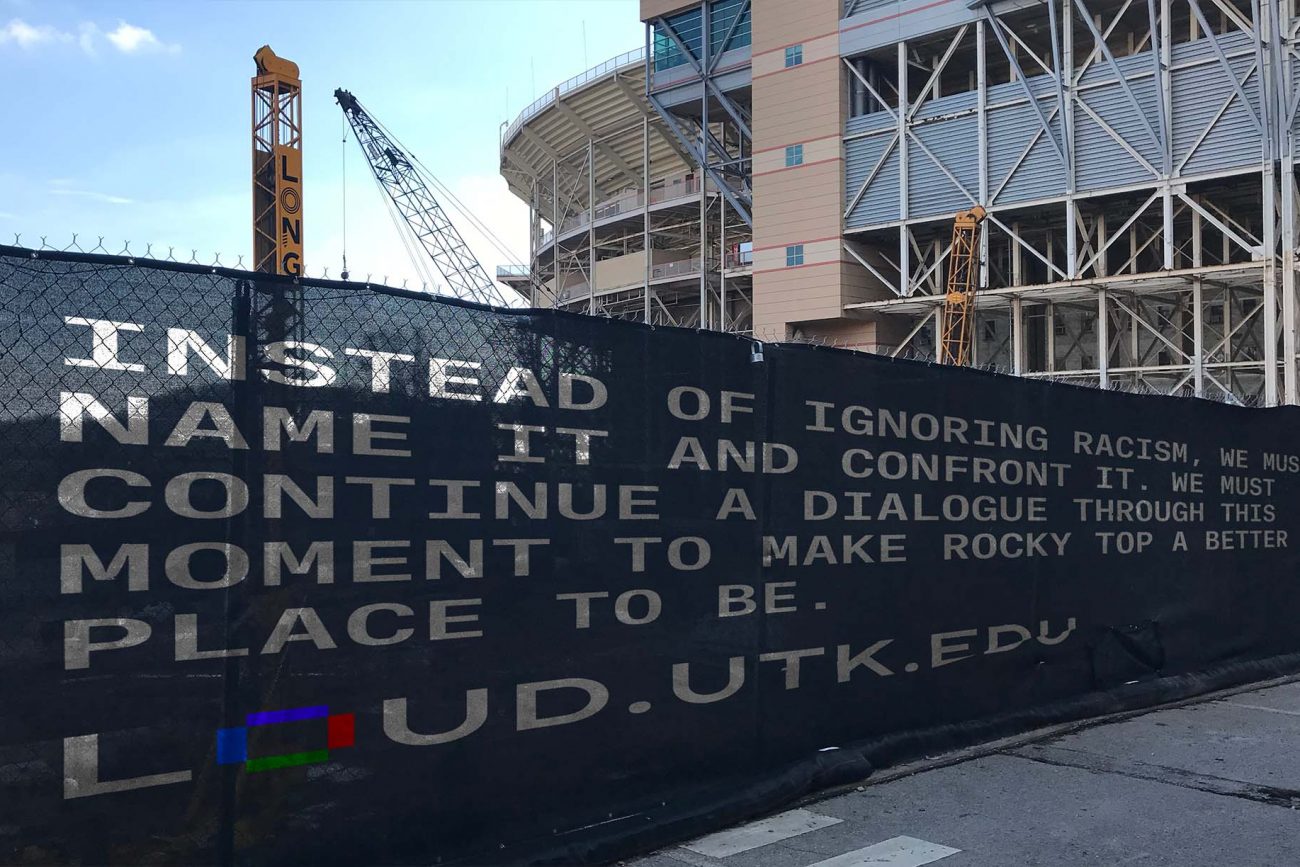 LONG
INSTEAD OF IGNORING RACISM, WE MUS
NAME IT AND CONFRONT IT. WE MUST
CONTINUE A DIALOGUE THROUGH THIS
MOMENT TO MAKE ROCKY TOP A BETTER
PLACE TO BE.
LOUD.UTK.EDU